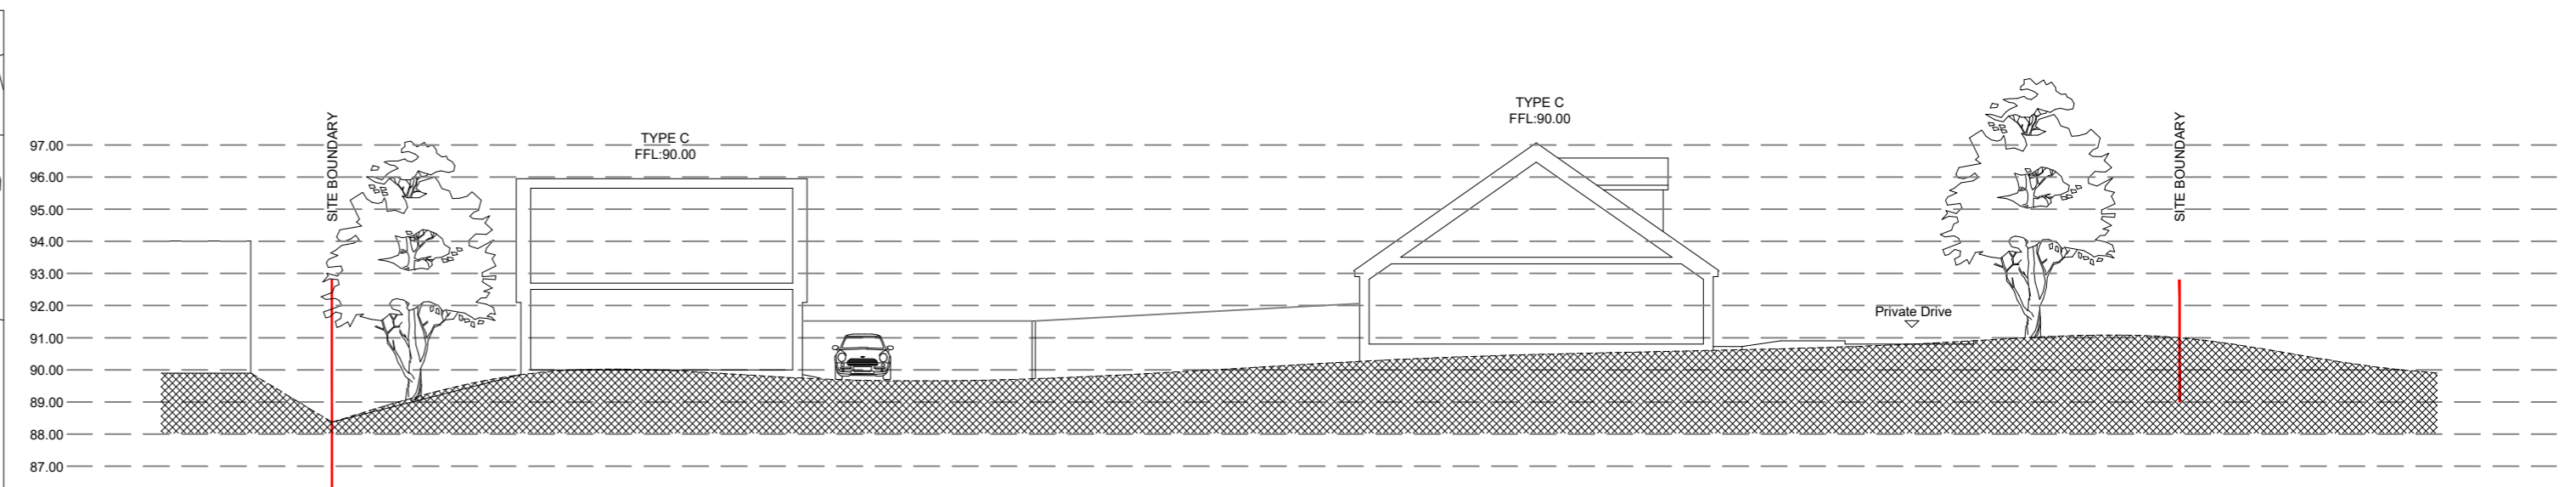 TYPE C
FFL:90.00
TYPE C
FFL:90.00
SITE BOUNDARY
SITE BOUNDARY
97.00
96.00
95.00
94.00
93.00
92.00
Private Drive
91.00
90.00
89.00
88.00
87.00